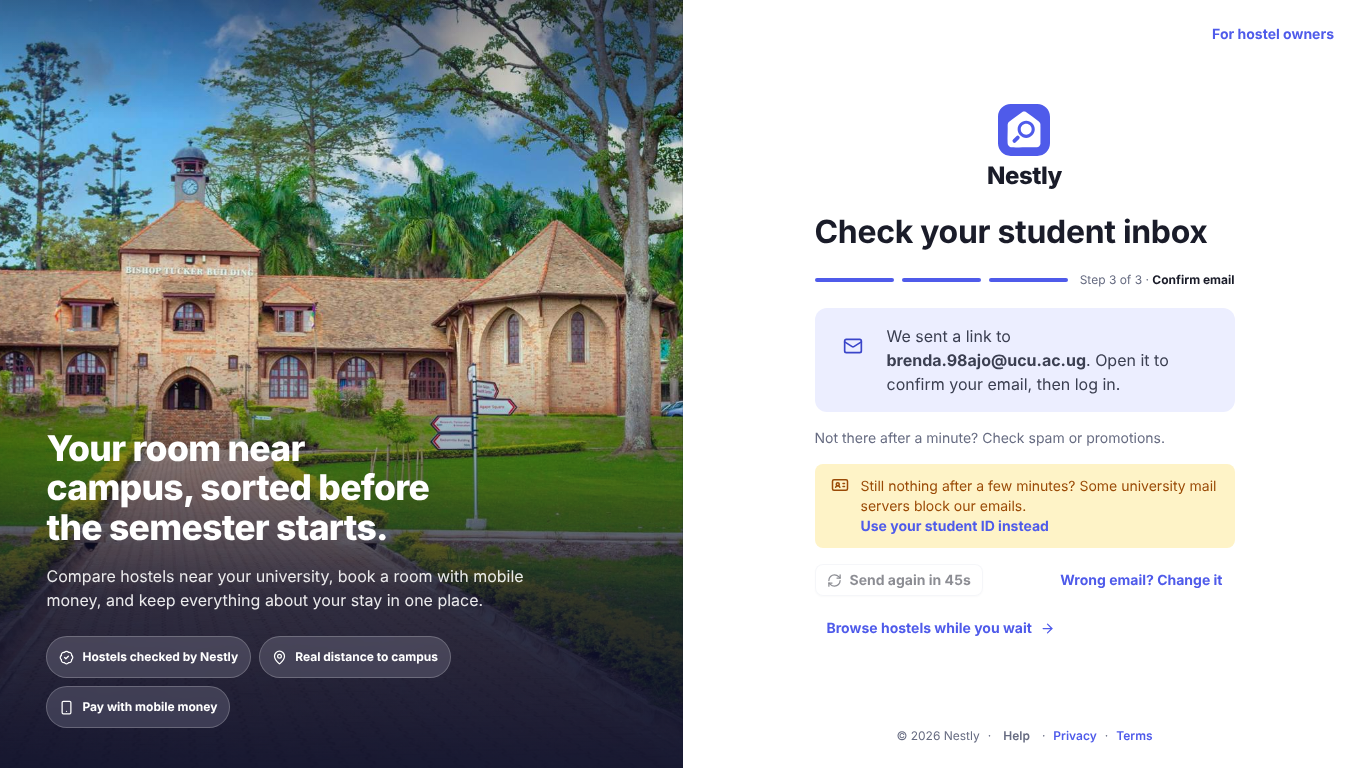 BISHOP TUCKER BUILDING
Your room near
campus, sorted before
the semester starts.
Compare hostels near your university, book a room with mobile
money, and keep everything about your stay in one place.
Hostels checked by Nestly
Real distance to campus
Pay with mobile money
For hostel owners
Nestly
Check your student inbox
Step 3 of 3 · Confirm email
We sent a link to
brenda.98ajo@ucu.ac.ug. Open it to
confirm your email, then log in.
Not there after a minute? Check spam or promotions.
Still nothing after a few minutes? Some university mail
servers block our emails.
Use your student ID instead
Send again in 45s
Wrong email? Change it
Browse hostels while you wait
© 2026 Nestly · Help · Privacy · Terms